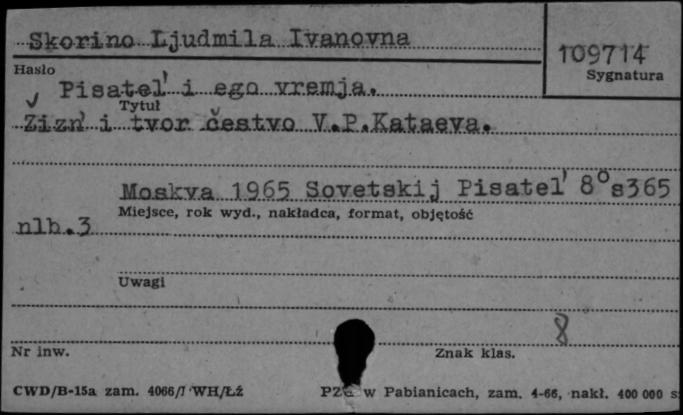 Skorino Ljudmila Ivanovna
109714
Hasło
Sygnatura
Pisatel' i ego vremja.
Tytuł
Žizn' i tvor čestvo V.P.Kataeva.
Moskva 1965 Sovetskij Pisatel' 8° s365
Miejsce, rok wyd., nakładca, format, objętość
nlb.3
Uwagi
8
Nr inw.
Znak klas.
CWD/B-15a zam. 4066/I WH/Łź
w Pabianicach, zam. 4-66, nakł. 400 000 s